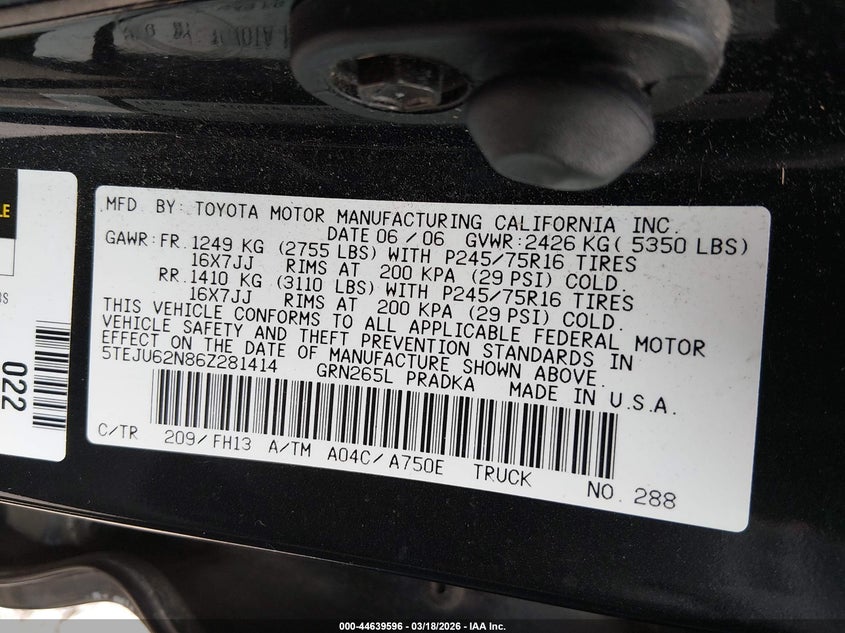 MFD. BY: TOYOTA MOTOR MANUFACTURING CALIFORNIA INC.
DATE 06/06 GVWR: 2426 KG( 5350 LBS)
GAWR: FR. 1249 KG (2755 LBS) WITH P245/75R16 TIRES
16X7JJ RIMS AT 200 KPA (29 PSI) COLD.
RR. 1410 KG (3110 LBS) WITH P245/75R16 TIRES
16X7JJ RIMS AT 200 KPA (29 PSI) COLD.
THIS VEHICLE CONFORMS TO ALL APPLICABLE FEDERAL MOTOR
VEHICLE SAFETY AND THEFT PREVENTION STANDARDS IN
EFFECT ON THE DATE OF MANUFACTURE SHOWN ABOVE.
5TEJU62N86Z281414 GRN265L PRADKA MADE IN U.S.A.
C/TR 209/FH13 A/TM A04C/A750E TRUCK NO. 288
022
000-44639596 - 03/18/2026 - IAA Inc.